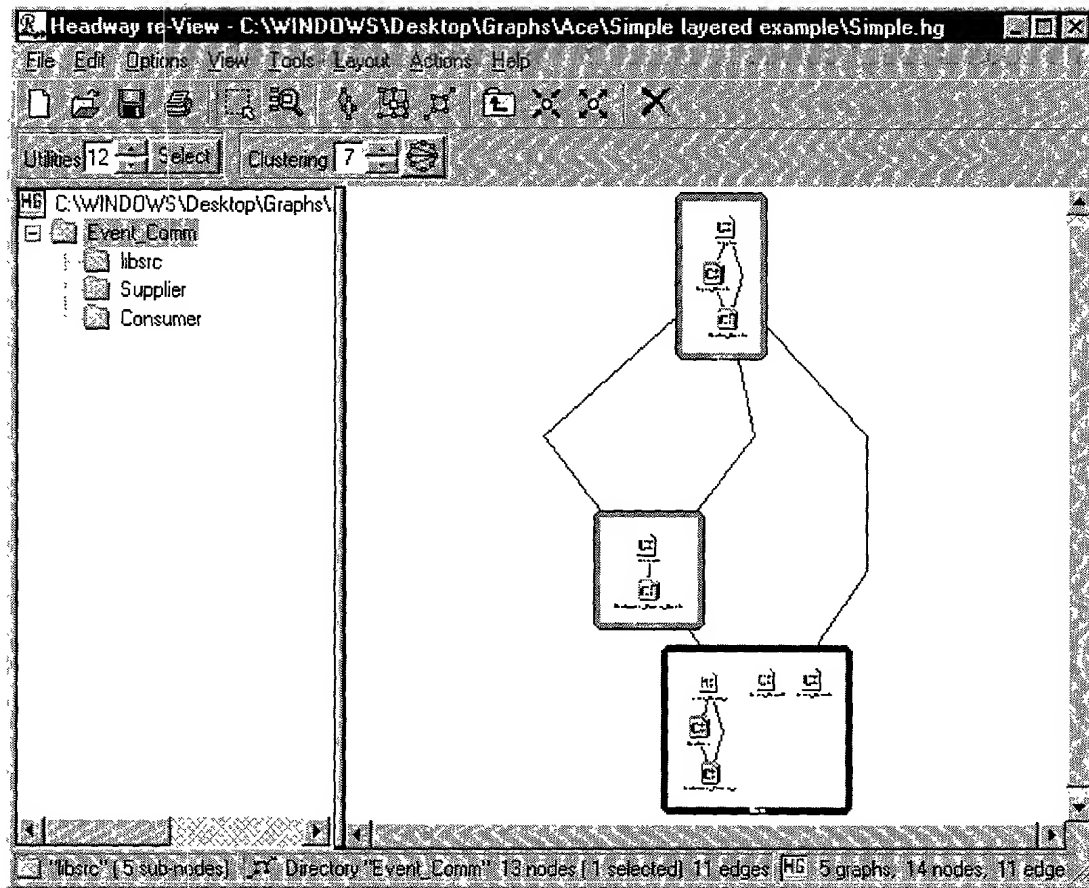 Headway re-View - C:\WINDOWS\Desktop\Graphs\Ace\Simple layered example\Simple.hg
File Edit Options View Tools Layout Actions Help
Utilities 12 Select Clustering 7
HG C:\WINDOWS\Desktop\Graphs\
Event_Comm
libsrc
Supplier
Consumer
"libsrc" (5 sub-nodes) Directory "Event_Comm" 13 nodes (1 selected) 11 edges HG 5 graphs, 14 nodes, 11 edge